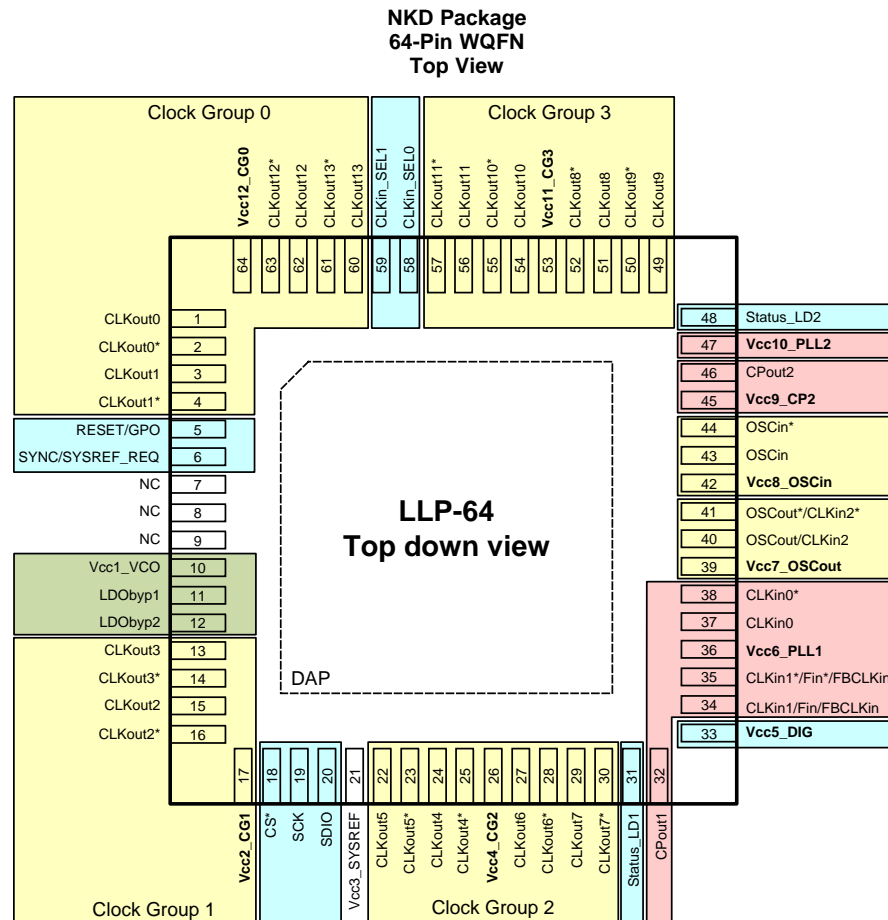 NKD Package
64-Pin WQFN
Top View
Clock Group 0
Clock Group 3
Vcc12_CG0
CLKout12*
CLKout12
CLKout13*
CLKout13
CLKin_SEL1
CLKin_SEL0
CLKout11*
CLKout11
CLKout10*
CLKout10
Vcc11_CG3
CLKout8*
CLKout8
CLKout9*
CLKout9
64
63
62
61
60
59
58
57
56
55
54
53
52
51
50
49
CLKout0 1
CLKout0* 2
CLKout1 3
CLKout1* 4
RESET/GPO 5
SYNC/SYSREF_REQ 6
NC 7
NC 8
NC 9
Vcc1_VCO 10
LDObyp1 11
LDObyp2 12
CLKout3 13
CLKout3* 14
CLKout2 15
CLKout2* 16
LLP-64
Top down view
DAP
48 Status_LD2
47 Vcc10_PLL2
46 CPout2
45 Vcc9_CP2
44 OSCin*
43 OSCin
42 Vcc8_OSCin
41 OSCout*/CLKin2*
40 OSCout/CLKin2
39 Vcc7_OSCout
38 CLKin0*
37 CLKin0
36 Vcc6_PLL1
35 CLKin1*/Fin*/FBCLKin
34 CLKin1/Fin/FBCLKin
33 Vcc5_DIG
17
18
19
20
21
22
23
24
25
26
27
28
29
30
31
32
Vcc2_CG1
CS*
SCK
SDIO
Vcc3_SYSREF
CLKout5
CLKout5*
CLKout4
CLKout4*
Vcc4_CG2
CLKout6
CLKout6*
CLKout7
CLKout7*
Status_LD1
CPout1
Clock Group 1
Clock Group 2